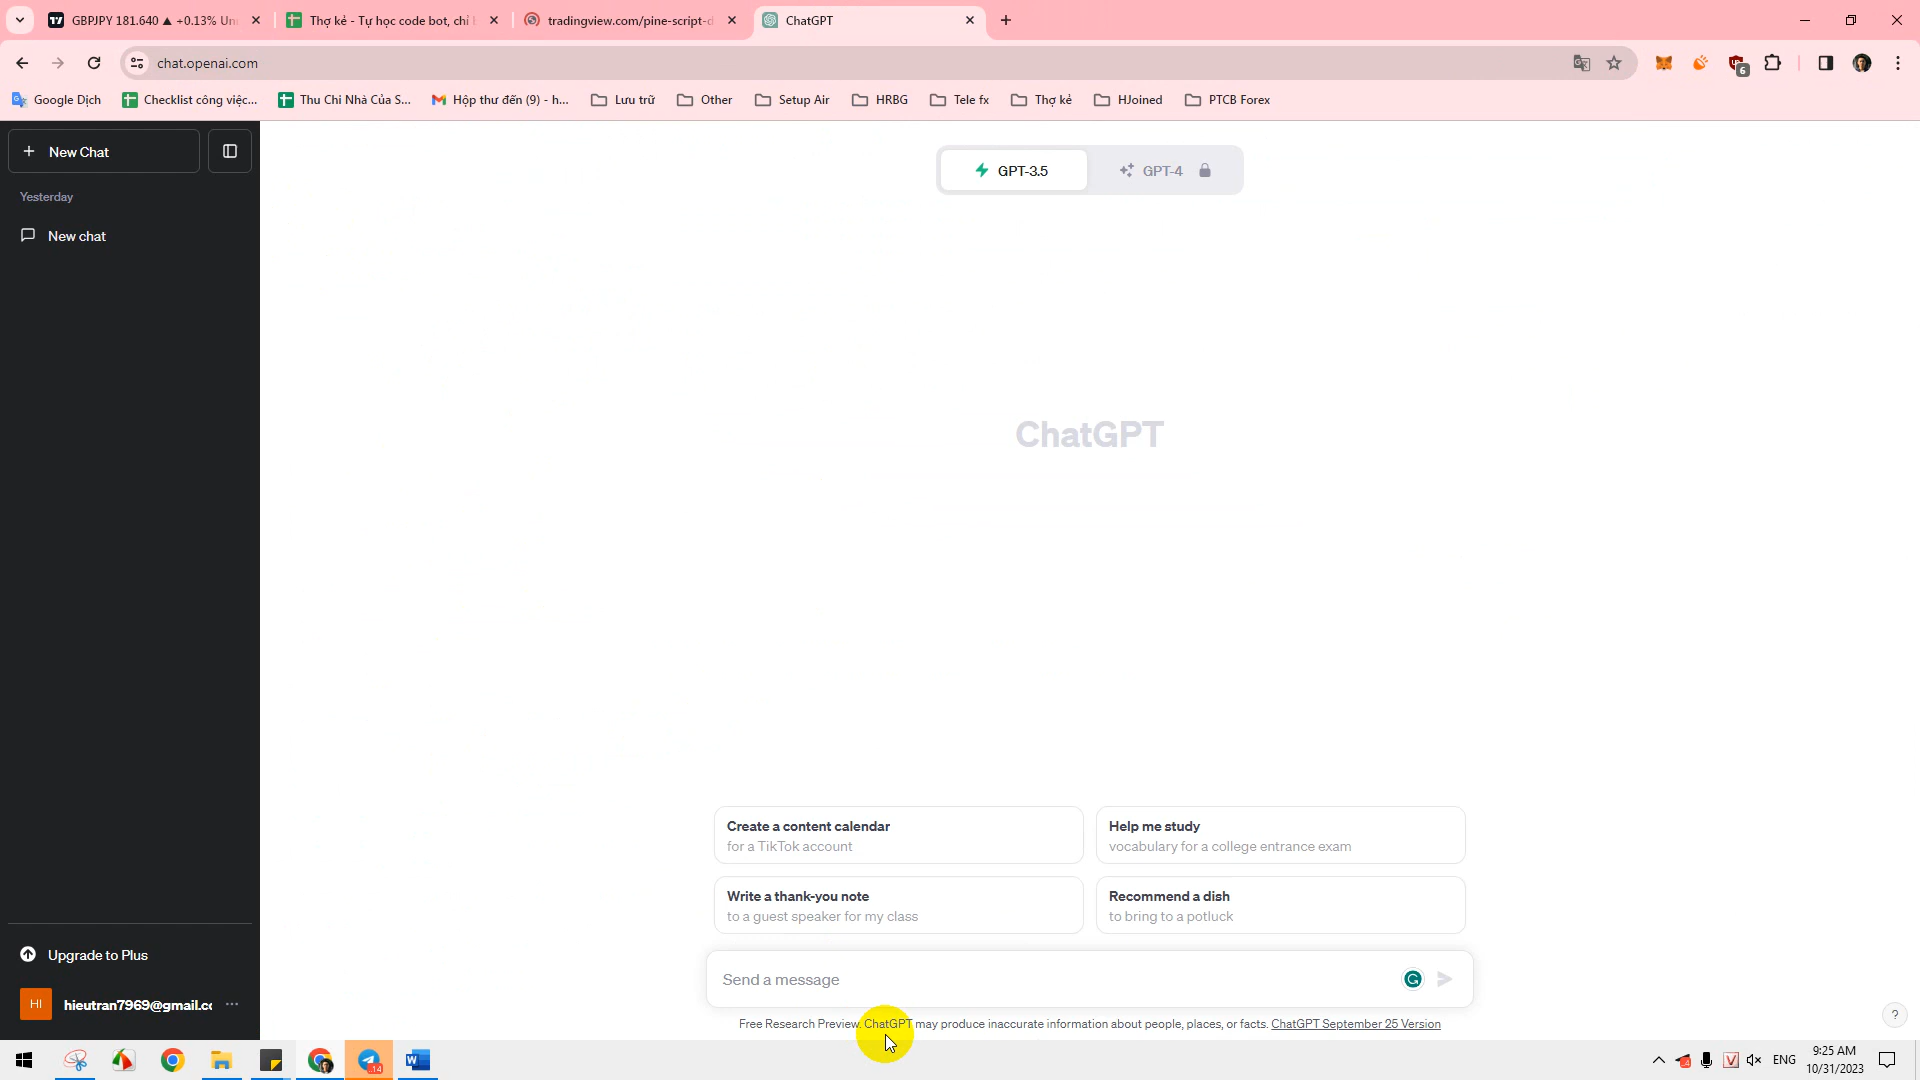 GBPJPY 181.640 ▲ +0.13% Un
Thợ kẻ - Tự học code bot, chỉ
tradingview.com/pine-script-d
ChatGPT
chat.openai.com
6
Google Dịch
Checklist công việc...
Thu Chi Nhà Của S...
Hộp thư đến (9) - h...
Lưu trữ
Other
Setup Air
HRBG
Tele fx
Thợ kẻ
HJoined
PTCB Forex
New Chat
Yesterday
New chat
GPT-3.5
GPT-4
ChatGPT
Create a content calendar
for a TikTok account
Help me study
vocabulary for a college entrance exam
Write a thank-you note
to a guest speaker for my class
Recommend a dish
to bring to a potluck
Upgrade to Plus
HI
hieutran7969@gmail.co
Send a message
Free Research Preview. ChatGPT may produce inaccurate information about people, places, or facts. ChatGPT September 25 Version
?
14
ENG
9:25 AM
10/31/2023